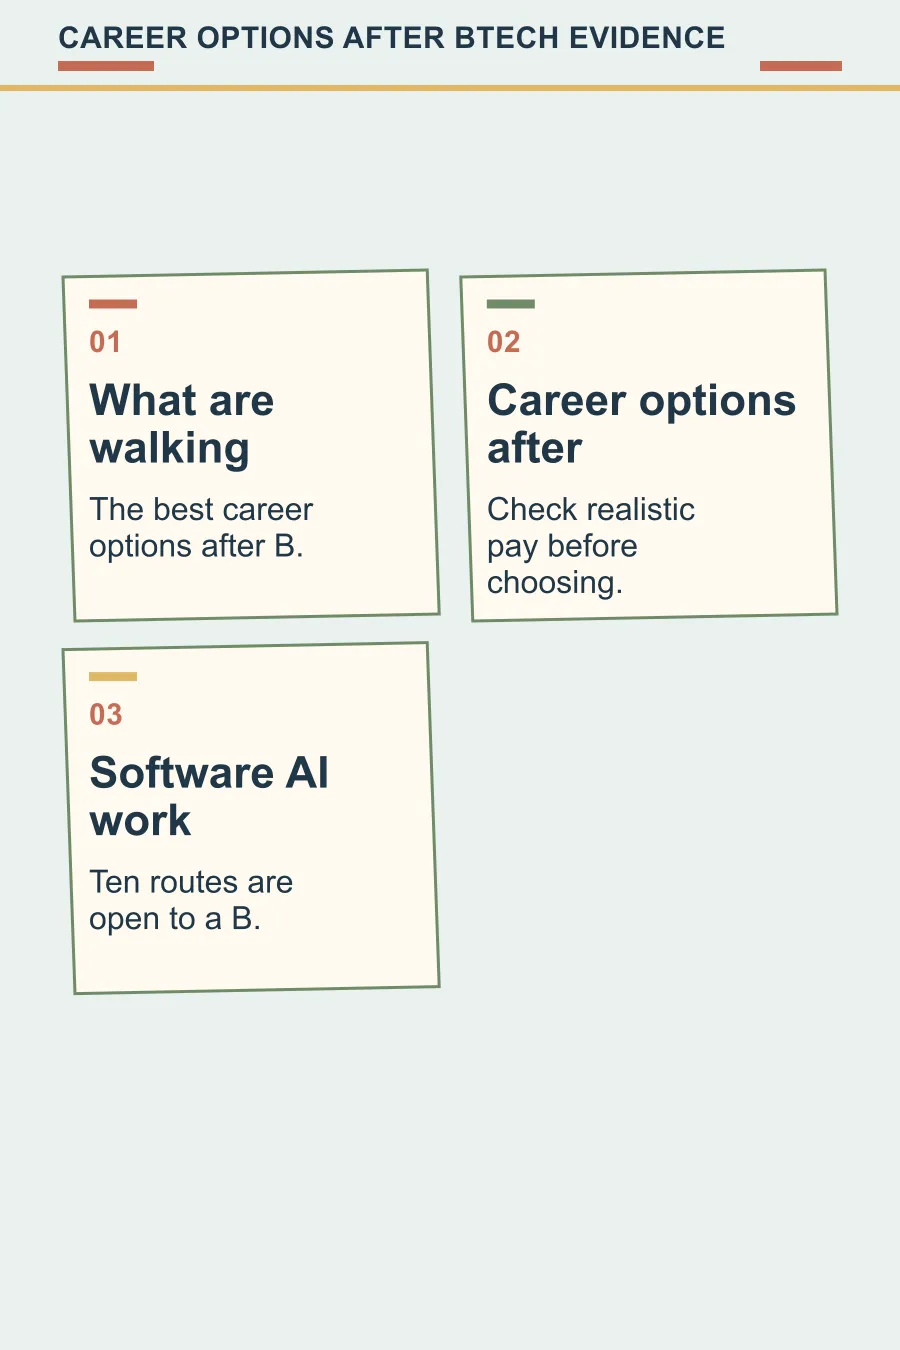 CAREER OPTIONS AFTER BTECH EVIDENCE
01
What are
walking
The best career
options after B.
02
Career options
after
Check realistic
pay before
choosing.
03
Software AI
work
Ten routes are
open to a B.